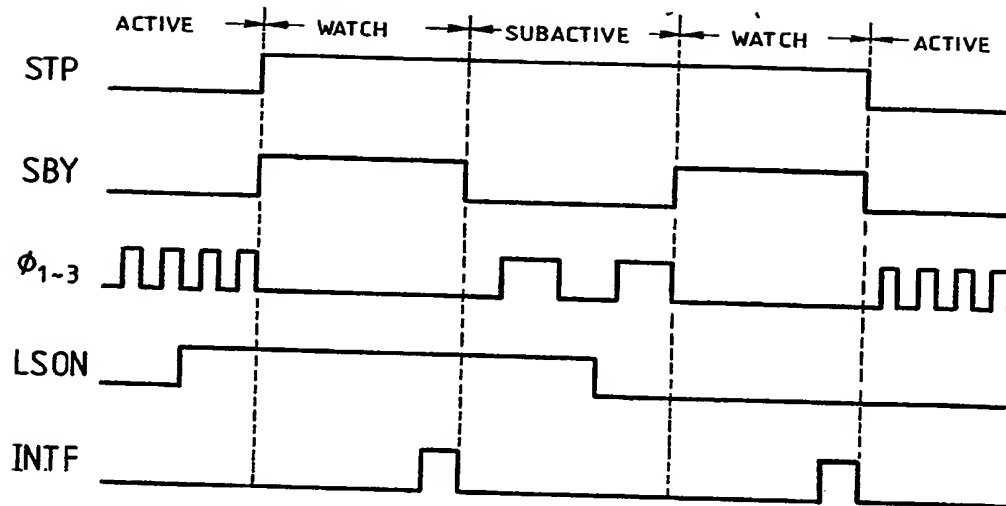 ACTIVE WATCH SUBACTIVE WATCH ACTIVE
STP
SBY
ϕ1~3
LSON
INTF